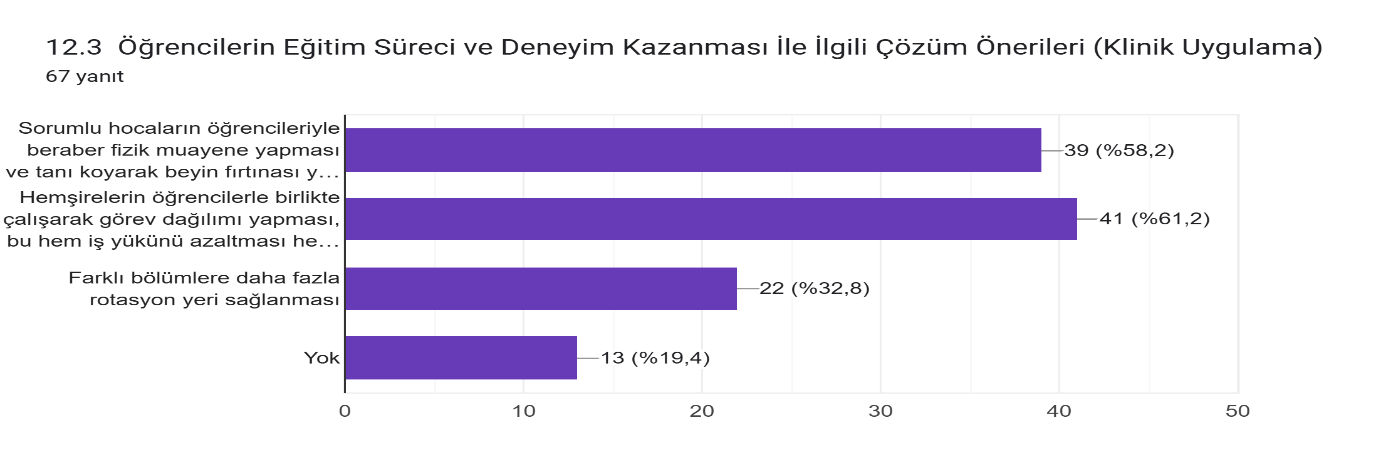 12.3 Öğrencilerin Eğitim Süreci ve Deneyim Kazanması İle İlgili Çözüm Önerileri (Klinik Uygulama)
67 yanıt
Sorumlu hocaların öğrencileriyle
beraber fizik muayene yapması
ve tanı koyarak beyin fırtınası y…
39 (%58,2)
Hemşirelerin öğrencilerle birlikte
çalışarak görev dağılımı yapması,
bu hem iş yükünü azaltması he…
41 (%61,2)
Farklı bölümlere daha fazla
rotasyon yeri sağlanması
22 (%32,8)
Yok
13 (%19,4)
0 10 20 30 40 50